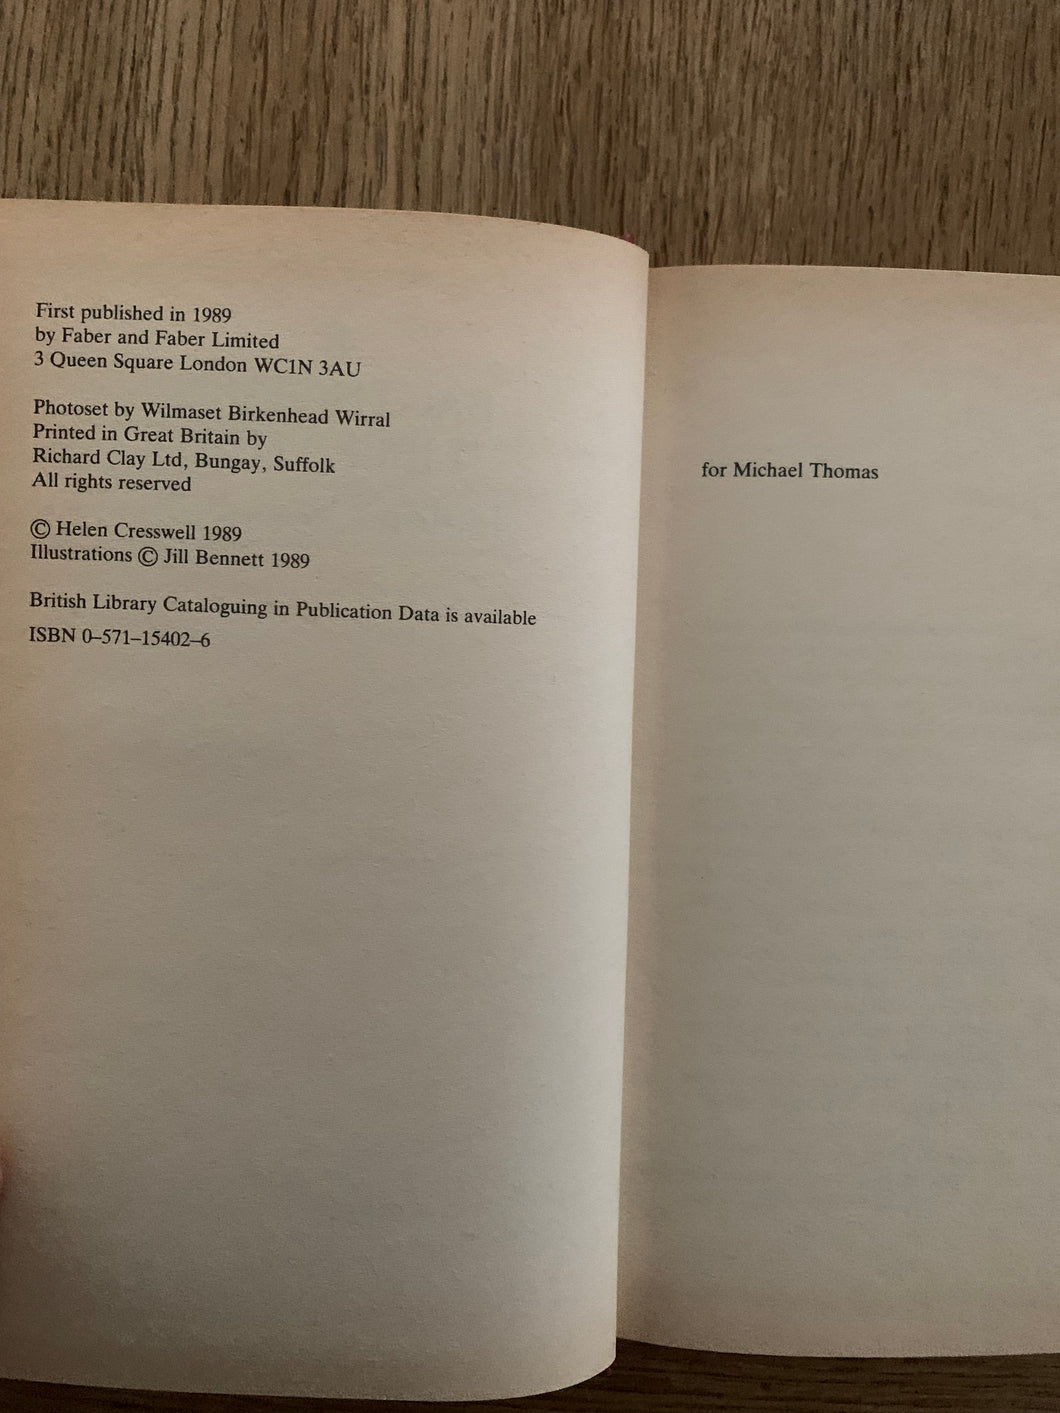 First published in 1989
by Faber and Faber Limited
3 Queen Square London WC1N 3AU
Photoset by Wilmaset Birkenhead Wirral
Printed in Great Britain by
Richard Clay Ltd, Bungay, Suffolk
All rights reserved
© Helen Cresswell 1989
Illustrations © Jill Bennett 1989
British Library Cataloguing in Publication Data is available
ISBN 0–571–15402–6
for Michael Thomas